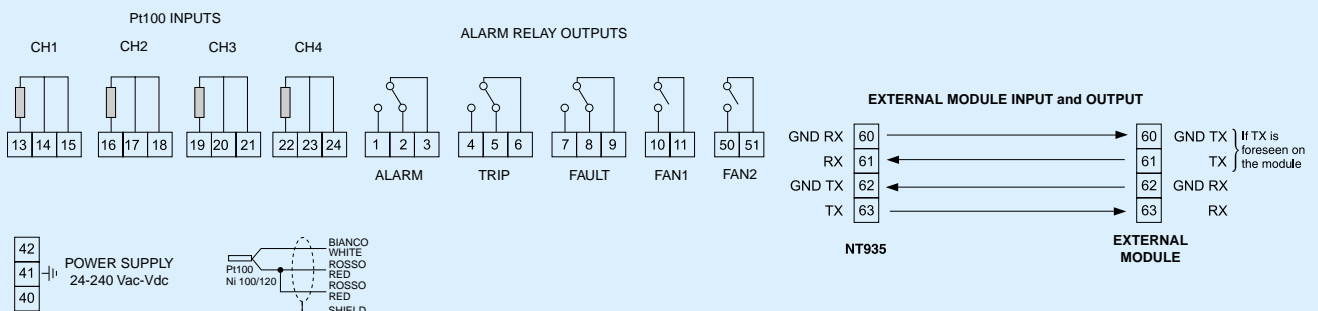 Pt100 INPUTS
CH1 CH2 CH3 CH4
ALARM RELAY OUTPUTS
13 14 15 16 17 18 19 20 21 22 23 24 1 2 3 4 5 6 7 8 9 10 11 50 51
ALARM TRIP FAULT FAN1 FAN2
EXTERNAL MODULE INPUT and OUTPUT
GND RX 60 60 GND TX
RX 61 61 TX
GND TX 62 62 GND RX
TX 63 63 RX
If TX is
foreseen on
the module
NT935
EXTERNAL
MODULE
42
41
40
POWER SUPPLY
24-240 Vac-Vdc
Pt100
Ni 100/120
BIANCO
WHITE
ROSSO
RED
ROSSO
RED
SHIELD